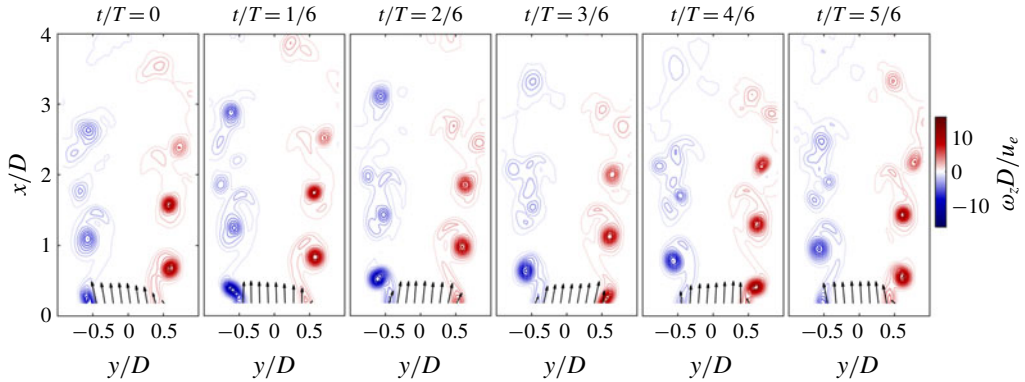 t/T = 0 t/T = 1/6 t/T = 2/6 t/T = 3/6 t/T = 4/6 t/T = 5/6
4
3
2
1
0
x/D
10
0
−10
ω_z D/u_e
−0.5 0 0.5 −0.5 0 0.5 −0.5 0 0.5 −0.5 0 0.5 −0.5 0 0.5 −0.5 0 0.5
y/D y/D y/D y/D y/D y/D